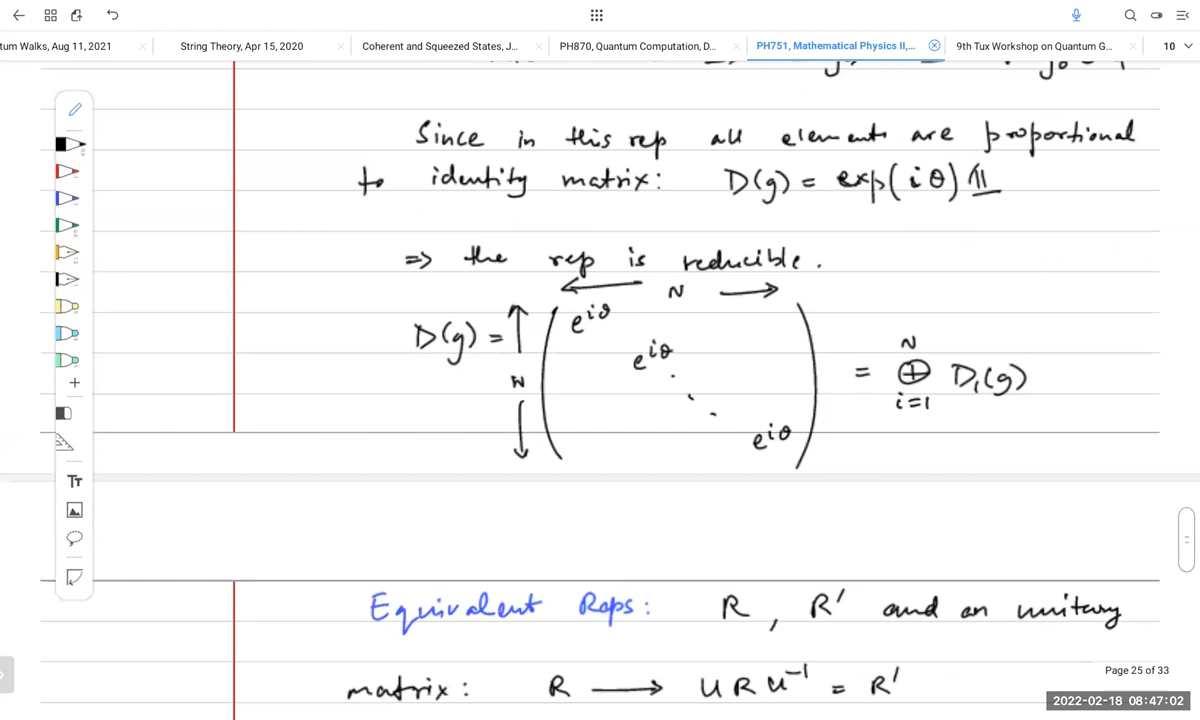 tum Walks, Aug 11, 2021 String Theory, Apr 15, 2020 Coherent and Squeezed States, J... PH870, Quantum Computation, D... PH751, Mathematical Physics II,... 9th Tux Workshop on Quantum G... 10
Since in this rep all elements are proportional
to identity matrix: D(g) = exp(iθ) 𝟙
=> the rep is reducible.
← N →
D(g) = ↑ N ↓ ( e^{iθ} e^{iθ} ⋱ e^{iθ} ) = ⊕_{i=1}^{N} D_1(g)
Tт
Equivalent Reps: R, R' and an unitary
Page 25 of 33
matrix: R ⟶ U R U^{-1} = R'
2022-02-18 08:47:02